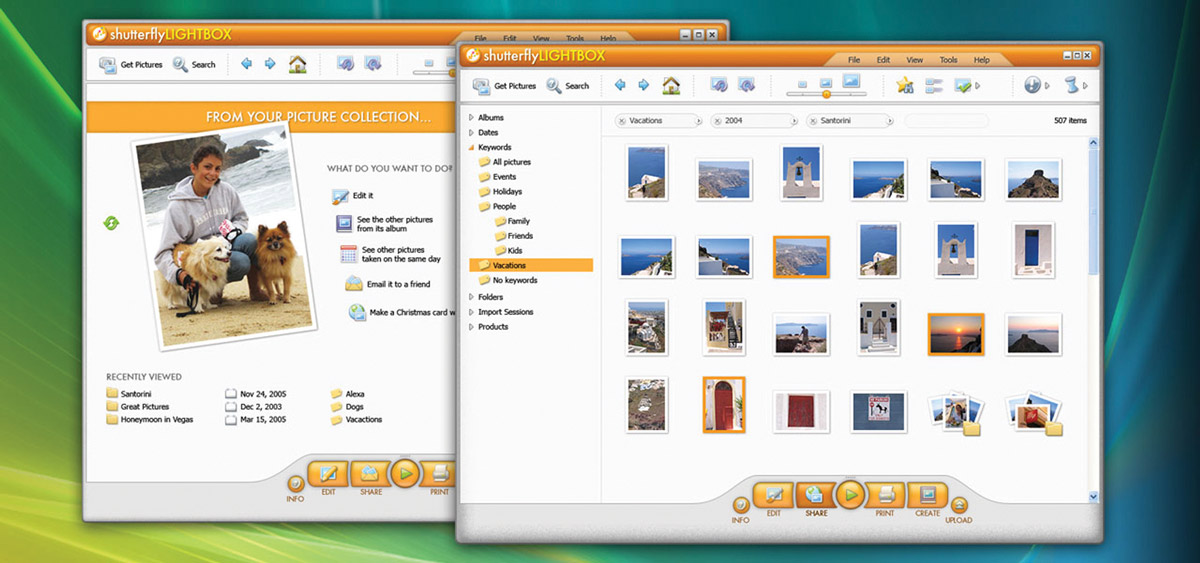 shutterflyLIGHTBOX
File Edit View Tools Help
Get Pictures Search
FROM YOUR PICTURE COLLECTION...
WHAT DO YOU WANT TO DO?
Edit it
See the other pictures
from its album
See other pictures
taken on the same day
Email it to a friend
Make a Christmas card w
RECENTLY VIEWED
Santorini Nov 24, 2005 Alexa
Great Pictures Dec 2, 2003 Dogs
Honeymoon in Vegas Mar 15, 2005 Vacactions
INFO EDIT SHARE PRINT
shutterflyLIGHTBOX
File Edit View Tools Help
Get Pictures Search
Albums
Dates
Keywords
All pictures
Events
Holidays
People
Family
Friends
Kids
Vacations
No keywords
Folders
Import Sessions
Products
Vacations 2004 Santorini 507 items
INFO EDIT SHARE PRINT CREATE UPLOAD